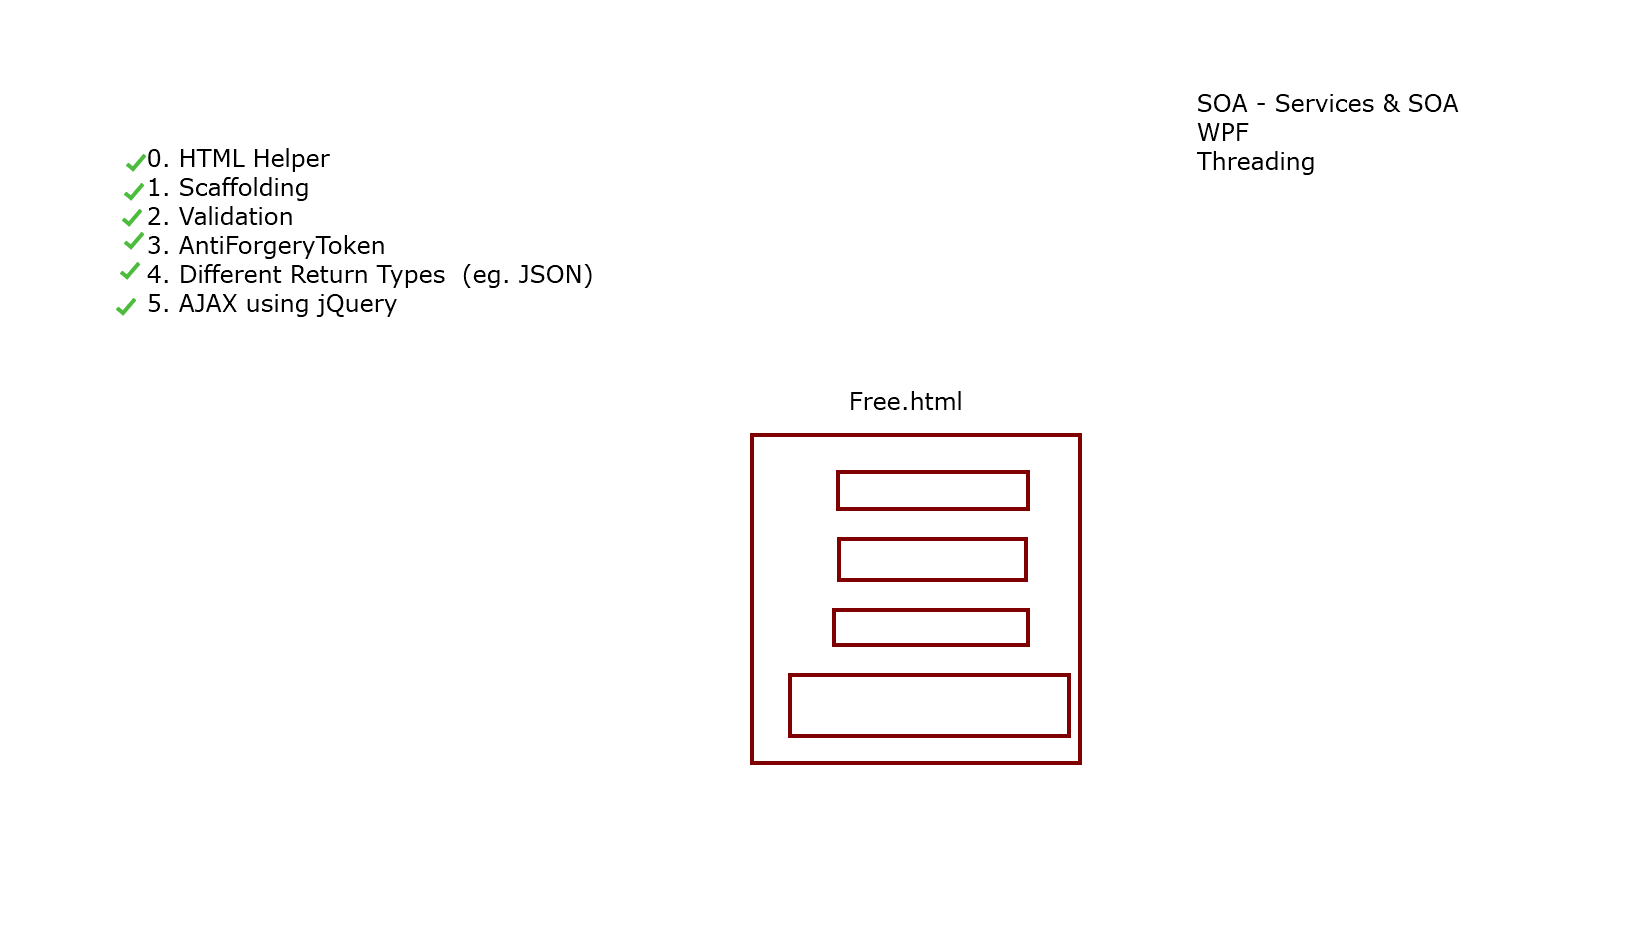 SOA - Services & SOA
WPF
Threading
0. HTML Helper
1. Scaffolding
2. Validation
3. AntiForgeryToken
4. Different Return Types  (eg. JSON)
5. AJAX using jQuery
Free.html